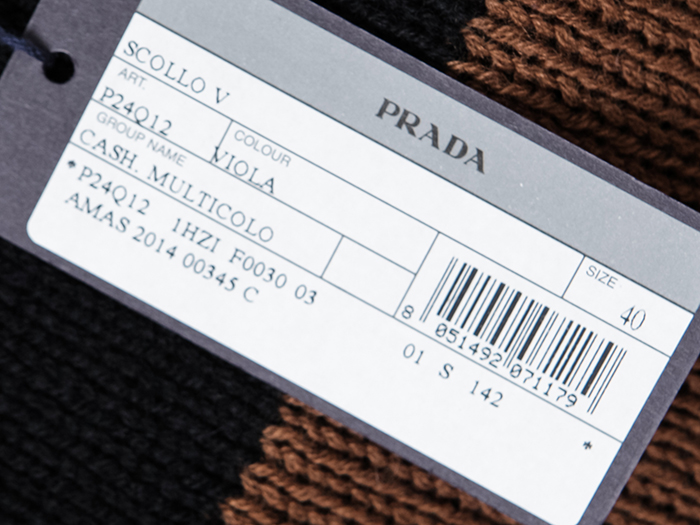 PRADA
SCOLLO V
ART.
P24Q12
COLOUR
VIOLA
SIZE
40
GROUP NAME
CASH. MULTICOLO
*P24Q12 1HZI F0030 03
AMAS 2014 00345 C
8 051492 071179
01 S 142
*